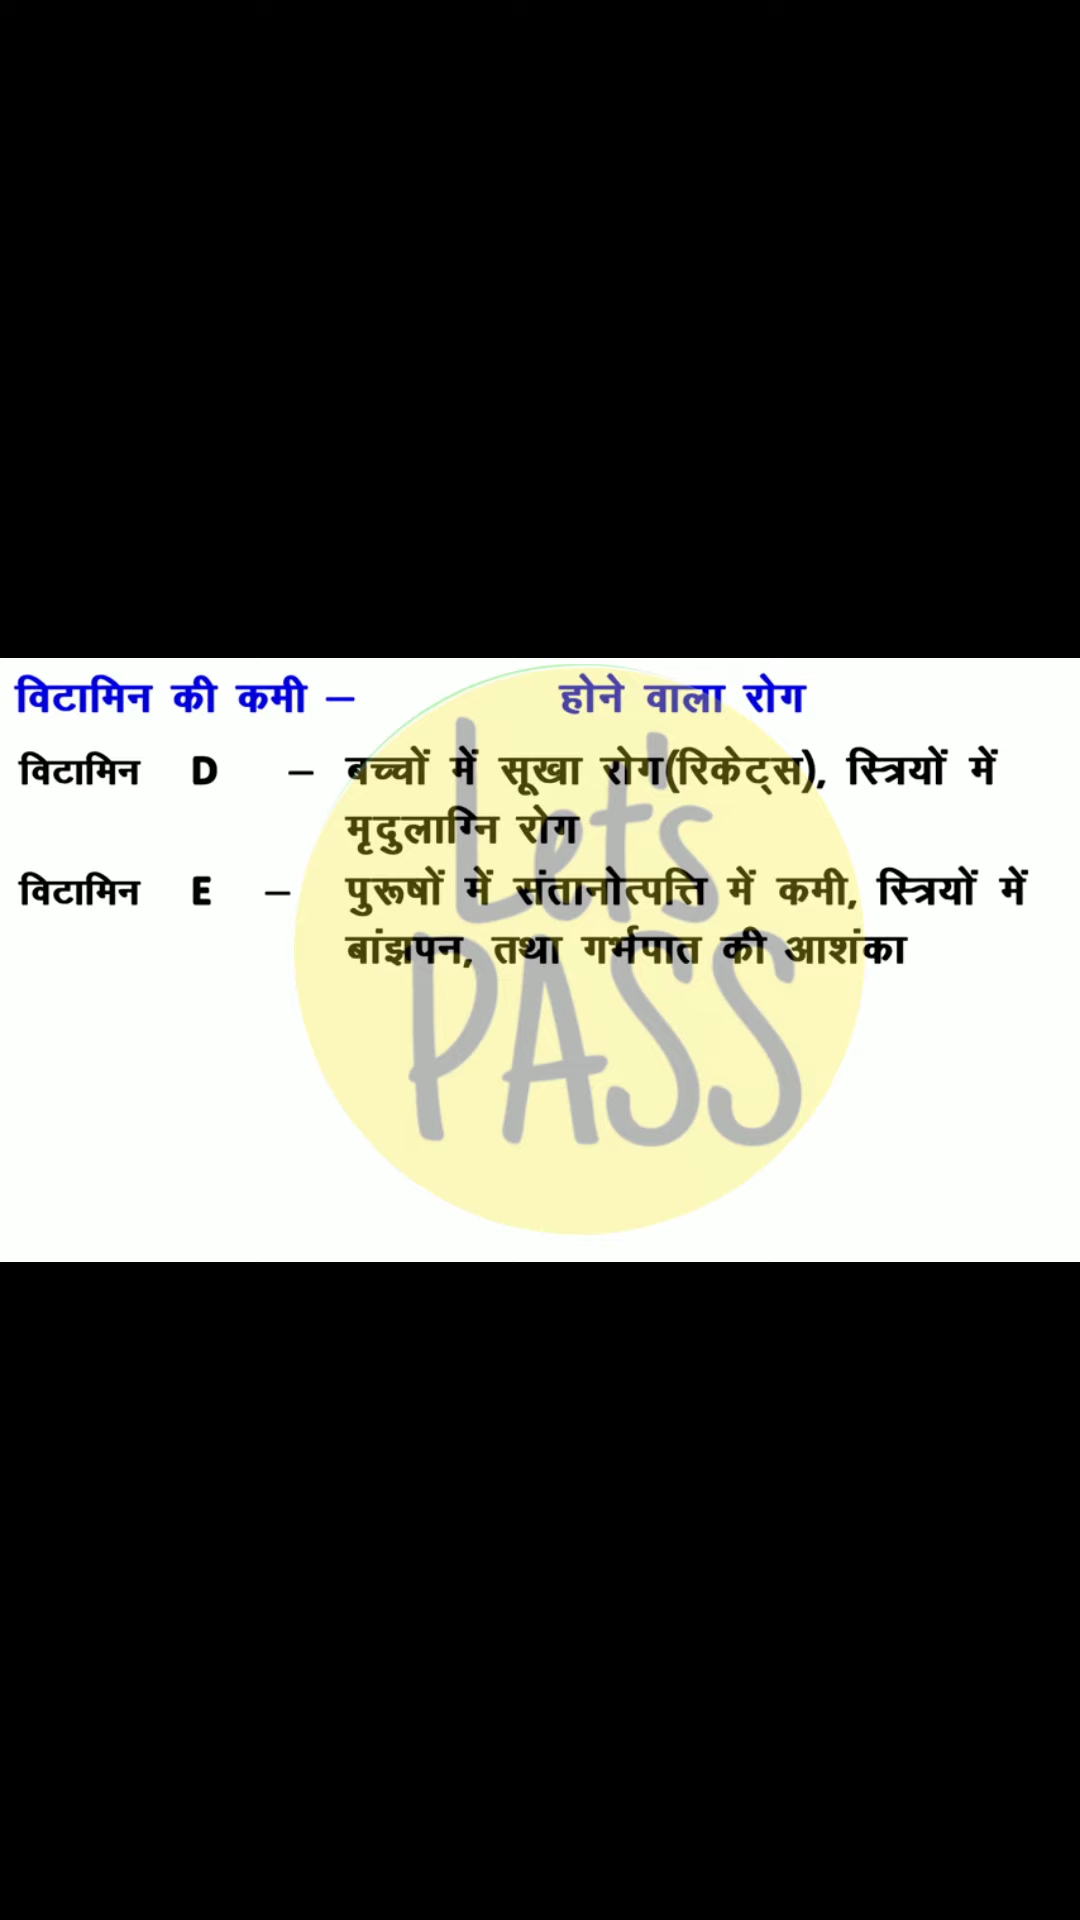 विटामिन की कमी – होने वाला रोग
विटामिन D – बच्चों में सूखा रोग(रिकेट्स), स्त्रियों में
मृदुलाग्नि रोग
विटामिन E – पुरूषों में संतानोत्पत्ति में कमी, स्त्रियों में
बांझपन, तथा गर्भपात की आशंका
Let's
PASS